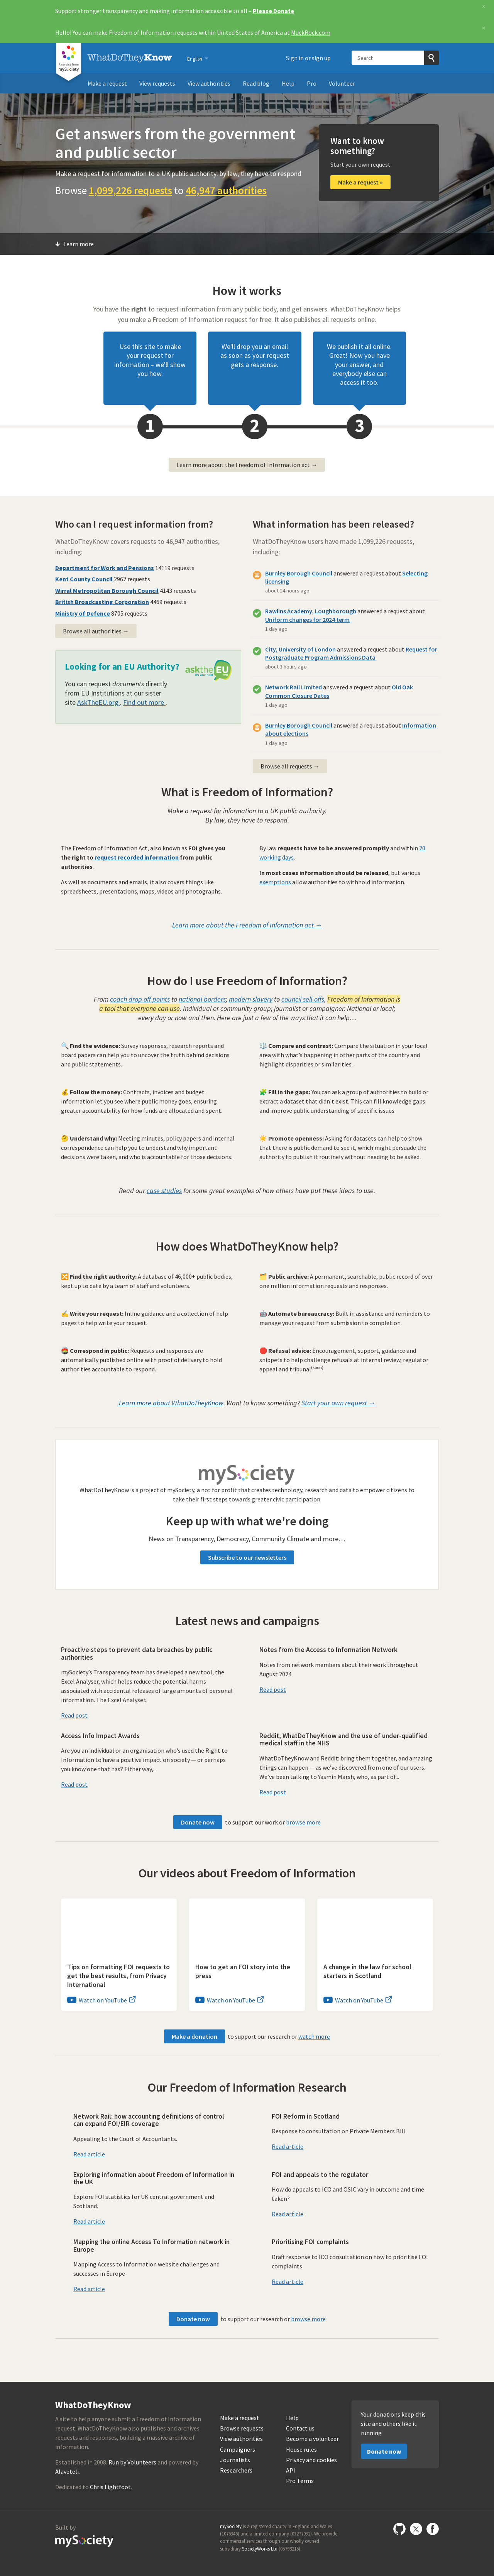 Support stronger transparency and making information accessible to all – Please Donate
×
Hello! You can make Freedom of Information requests within United States of America at MuckRock.com
×
mySociety
WhatDoTheyKnow
English
Sign in or sign up
Search
Make a request
View requests
View authorities
Read blog
Help
Pro
Volunteer
Get answers from the government
and public sector
Make a request for information to a UK public authority: by law, they have to respond
Browse 1,099,226 requests to 46,947 authorities
Want to know
something?
Start your own request
Make a request »
Learn more
How it works
You have the right to request information from any public body, and get answers. WhatDoTheyKnow helps
you make a Freedom of Information request for free. It also publishes all requests online.
Use this site to make
your request for
information – we'll show
you how.
We'll drop you an email
as soon as your request
gets a response.
We publish it all online.
Great! Now you have
your answer, and
everybody else can
access it too.
1
2
3
Learn more about the Freedom of Information act →
Who can I request information from?
WhatDoTheyKnow covers requests to 46,947 authorities,
including:
Department for Work and Pensions 14119 requests
Kent County Council 2962 requests
Wirral Metropolitan Borough Council 4143 requests
British Broadcasting Corporation 4469 requests
Ministry of Defence 8705 requests
Browse all authorities →
Looking for an EU Authority?
asktheEU
You can request documents directly
from EU Institutions at our sister
site AskTheEU.org . Find out more .
What information has been released?
WhatDoTheyKnow users have made 1,099,226 requests,
including:
Burnley Borough Council answered a request about Selecting
licensing
about 14 hours ago
Rawlins Academy, Loughborough answered a request about
Uniform changes for 2024 term
1 day ago
City, University of London answered a request about Request for
Postgraduate Program Admissions Data
about 3 hours ago
Network Rail Limited answered a request about Old Oak
Common Closure Dates
1 day ago
Burnley Borough Council answered a request about Information
about elections
1 day ago
Browse all requests →
What is Freedom of Information?
Make a request for information to a UK public authority.
By law, they have to respond.
The Freedom of Information Act, also known as FOI gives you
the right to request recorded information from public
authorities.
As well as documents and emails, it also covers things like
spreadsheets, presentations, maps, videos and photographs.
By law requests have to be answered promptly and within 20
working days.
In most cases information should be released, but various
exemptions allow authorities to withhold information.
Learn more about the Freedom of Information act →
How do I use Freedom of Information?
From coach drop off points to national borders; modern slavery to council sell-offs, Freedom of Information is
a tool that everyone can use. Individual or community group; journalist or campaigner. National or local;
every day or now and then. Here are just a few of the ways that it can help…
🔍 Find the evidence: Survey responses, research reports and
board papers can help you to uncover the truth behind decisions
and public statements.
⚖️ Compare and contrast: Compare the situation in your local
area with what's happening in other parts of the country and
highlight disparities or similarities.
💰 Follow the money: Contracts, invoices and budget
information let you see where public money goes, ensuring
greater accountability for how funds are allocated and spent.
🧩 Fill in the gaps: You can ask a group of authorities to build or
extract a dataset that didn't exist. This can fill knowledge gaps
and improve public understanding of specific issues.
🤔 Understand why: Meeting minutes, policy papers and internal
correspondence can help you to understand why important
decisions were taken, and who is accountable for those decisions.
☀️ Promote openness: Asking for datasets can help to show
that there is public demand to see it, which might persuade the
authority to publish it routinely without needing to be asked.
Read our case studies for some great examples of how others have put these ideas to use.
How does WhatDoTheyKnow help?
🔀 Find the right authority: A database of 46,000+ public bodies,
kept up to date by a team of staff and volunteers.
🗂️ Public archive: A permanent, searchable, public record of over
one million information requests and responses.
✍️ Write your request: Inline guidance and a collection of help
pages to help write your request.
🤖 Automate bureaucracy: Built in assistance and reminders to
manage your request from submission to completion.
Correspond in public: Requests and responses are
automatically published online with proof of delivery to hold
authorities accountable to respond.
🛑 Refusal advice: Encouragement, support, guidance and
snippets to help challenge refusals at internal review, regulator
appeal and tribunal[soon!].
Learn more about WhatDoTheyKnow. Want to know something? Start your own request →
mySociety
WhatDoTheyKnow is a project of mySociety, a not for profit that creates technology, research and data to empower citizens to
take their first steps towards greater civic participation.
Keep up with what we're doing
News on Transparency, Democracy, Community Climate and more…
Subscribe to our newsletters
Latest news and campaigns
Proactive steps to prevent data breaches by public
authorities
mySociety's Transparency team has developed a new tool, the
Excel Analyser, which helps reduce the potential harms
associated with accidental releases of large amounts of personal
information. The Excel Analyser...
Read post
Notes from the Access to Information Network
Notes from network members about their work throughout
August 2024
Read post
Access Info Impact Awards
Are you an individual or an organisation who's used the Right to
Information to have a positive impact on society — or perhaps
you know one that has? Either way,...
Read post
Reddit, WhatDoTheyKnow and the use of under-qualified
medical staff in the NHS
WhatDoTheyKnow and Reddit: bring them together, and amazing
things can happen — as we've discovered from one of our users.
We've been talking to Yasmin Marsh, who, as part of...
Read post
Donate now to support our work or browse more
Our videos about Freedom of Information
Tips on formatting FOI requests to
get the best results, from Privacy
International
Watch on YouTube
How to get an FOI story into the
press
Watch on YouTube
A change in the law for school
starters in Scotland
Watch on YouTube
Make a donation to support our research or watch more
Our Freedom of Information Research
Network Rail: how accounting definitions of control
can expand FOI/EIR coverage
Appealing to the Court of Accountants.
Read article
FOI Reform in Scotland
Response to consultation on Private Members Bill
Read article
Exploring information about Freedom of Information in
the UK
Explore FOI statistics for UK central government and
Scotland.
Read article
FOI and appeals to the regulator
How do appeals to ICO and OSIC vary in outcome and time
taken?
Read article
Mapping the online Access To Information network in
Europe
Mapping Access to Information website challenges and
successes in Europe
Read article
Prioritising FOI complaints
Draft response to ICO consultation on how to prioritise FOI
complaints
Read article
Donate now to support our research or browse more
WhatDoTheyKnow
A site to help anyone submit a Freedom of Information
request. WhatDoTheyKnow also publishes and archives
requests and responses, building a massive archive of
information.
Established in 2008. Run by Volunteers and powered by
Alaveteli.
Dedicated to Chris Lightfoot.
Make a request
Browse requests
View authorities
Campaigners
Journalists
Researchers
Help
Contact us
Become a volunteer
House rules
Privacy and cookies
API
Pro Terms
Your donations keep this
site and others like it
running
Donate now
Built by
mySociety
mySociety is a registered charity in England and Wales
(1076346) and a limited company (03277032). We provide
commercial services through our wholly owned
subsidiary SocietyWorks Ltd (05798215).